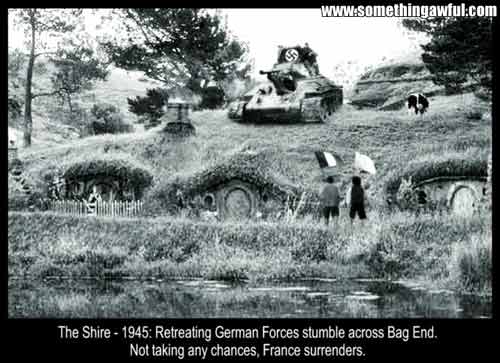 www.somethingawful.com
The Shire - 1945: Retreating German Forces stumble across Bag End.
Not taking any chances, France surrenders.